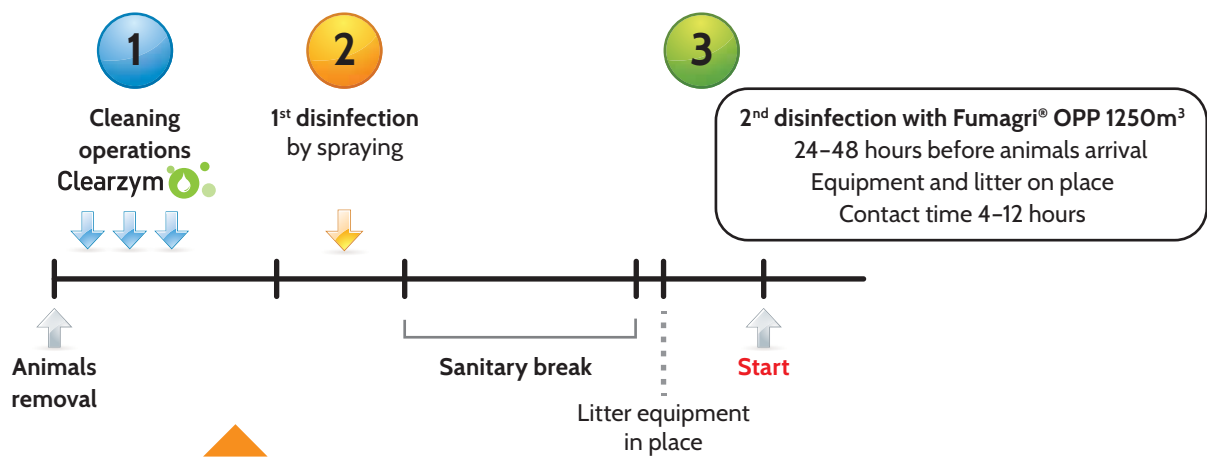 1
Cleaning
operations
Clearzym
2
1st disinfection
by spraying
3
2nd disinfection with Fumagri® OPP 1250m³
24–48 hours before animals arrival
Equipment and litter on place
Contact time 4–12 hours
Animals
removal
Sanitary break
Litter equipment
in place
Start